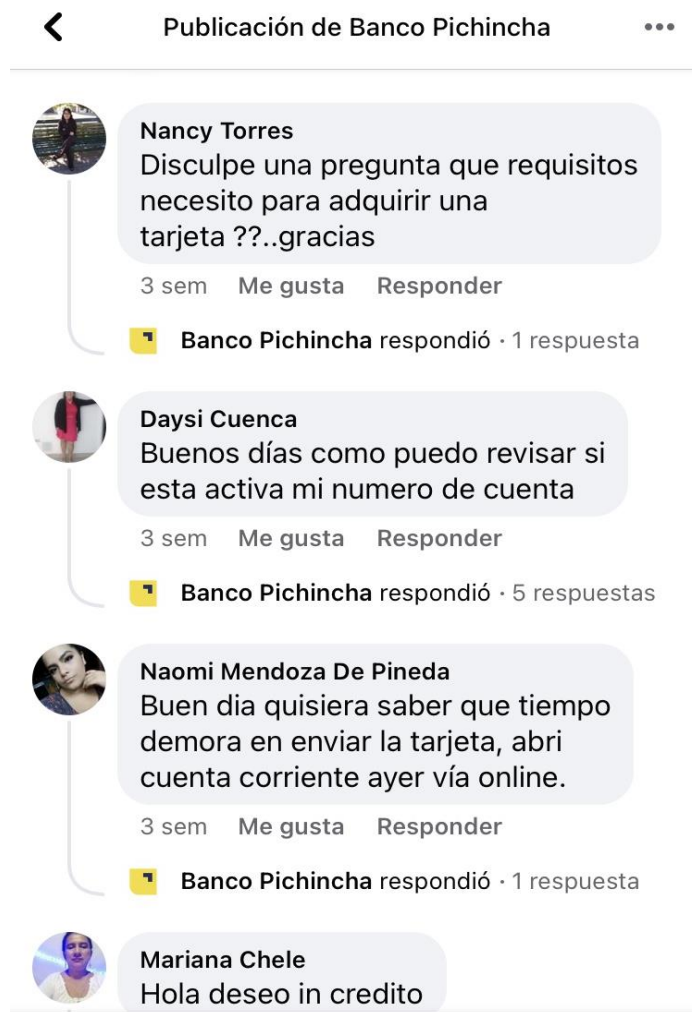 Publicación de Banco Pichincha
Nancy Torres
Disculpe una pregunta que requisitos
necesito para adquirir una
tarjeta ??..gracias
3 sem Me gusta Responder
Banco Pichincha respondió · 1 respuesta
Daysi Cuenca
Buenos días como puedo revisar si
esta activa mi numero de cuenta
3 sem Me gusta Responder
Banco Pichincha respondió · 5 respuestas
Naomi Mendoza De Pineda
Buen dia quisiera saber que tiempo
demora en enviar la tarjeta, abri
cuenta corriente ayer vía online.
3 sem Me gusta Responder
Banco Pichincha respondió · 1 respuesta
Mariana Chele
Hola deseo in credito